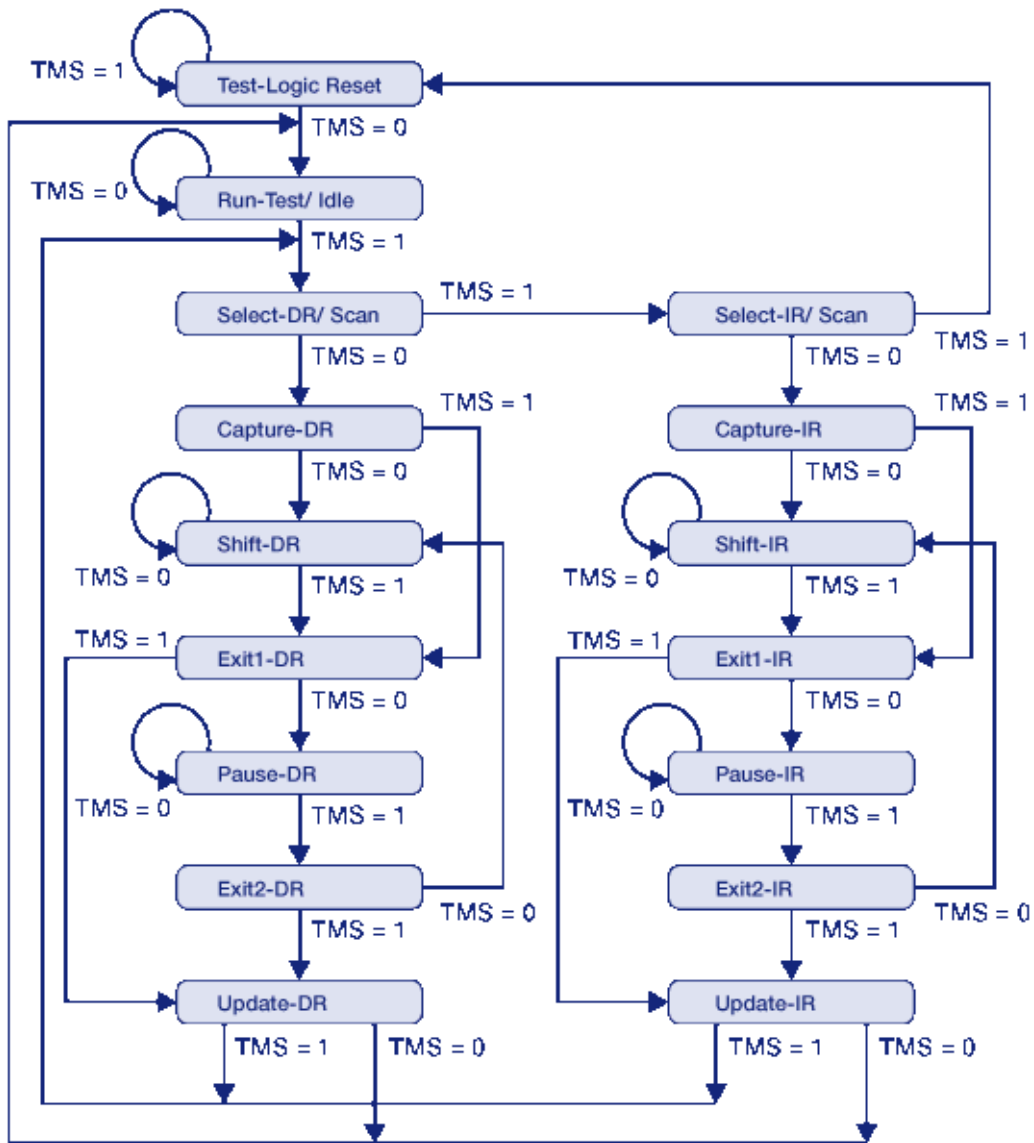 TMS = 1
Test-Logic Reset
TMS = 0
TMS = 0
Run-Test/ Idle
TMS = 1
Select-DR/ Scan
TMS = 1
Select-IR/ Scan
TMS = 1
TMS = 0
TMS = 0
TMS = 1
TMS = 1
Capture-DR
Capture-IR
TMS = 0
TMS = 0
Shift-DR
Shift-IR
TMS = 0
TMS = 1
TMS = 0
TMS = 1
TMS = 1
Exit1-DR
TMS = 1
Exit1-IR
TMS = 0
TMS = 0
Pause-DR
Pause-IR
TMS = 0
TMS = 1
TMS = 0
TMS = 1
Exit2-DR
TMS = 0
Exit2-IR
TMS = 0
TMS = 1
TMS = 1
Update-DR
Update-IR
TMS = 1
TMS = 0
TMS = 1
TMS = 0